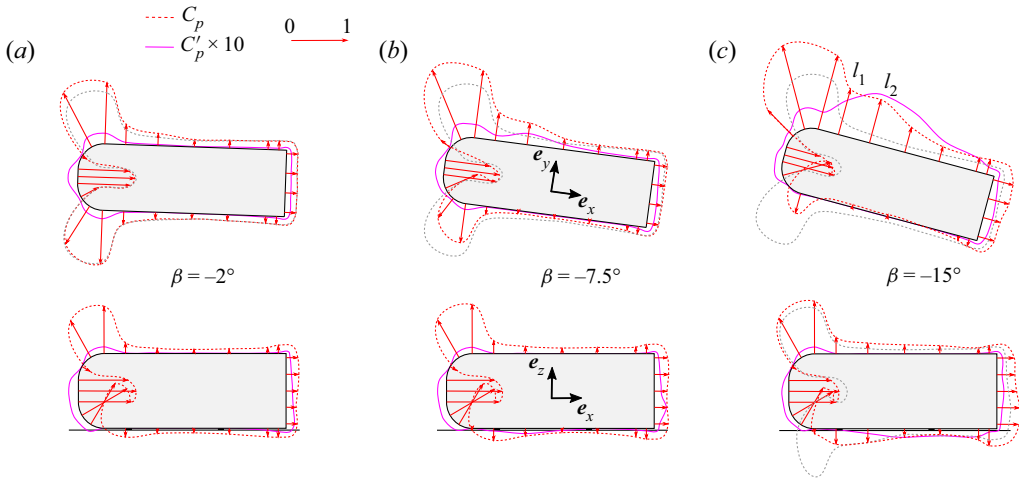 C_p
C'_p × 10
0 1
(a) (b) (c)
l_1 l_2
e_y
e_x
β = –2° β = –7.5° β = –15°
e_z
e_x